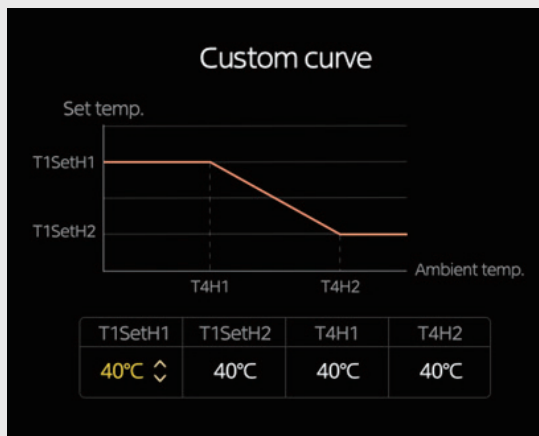 Custom curve
Set temp.
T1SetH1
T1SetH2
Ambient temp.
T4H1 T4H2
T1SetH1 T1SetH2 T4H1 T4H2
40℃ 40℃ 40℃ 40℃